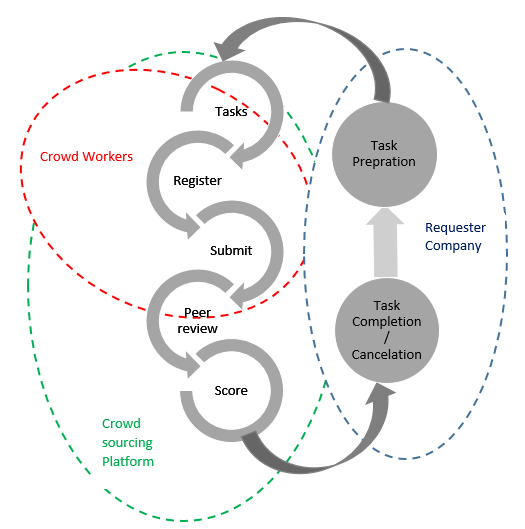 Tasks
Crowd Workers
Register
Submit
Peer
review
Score
Crowd
sourcing
Platform
Task
Prepration
Requester
Company
Task
Completion
/
Cancelation